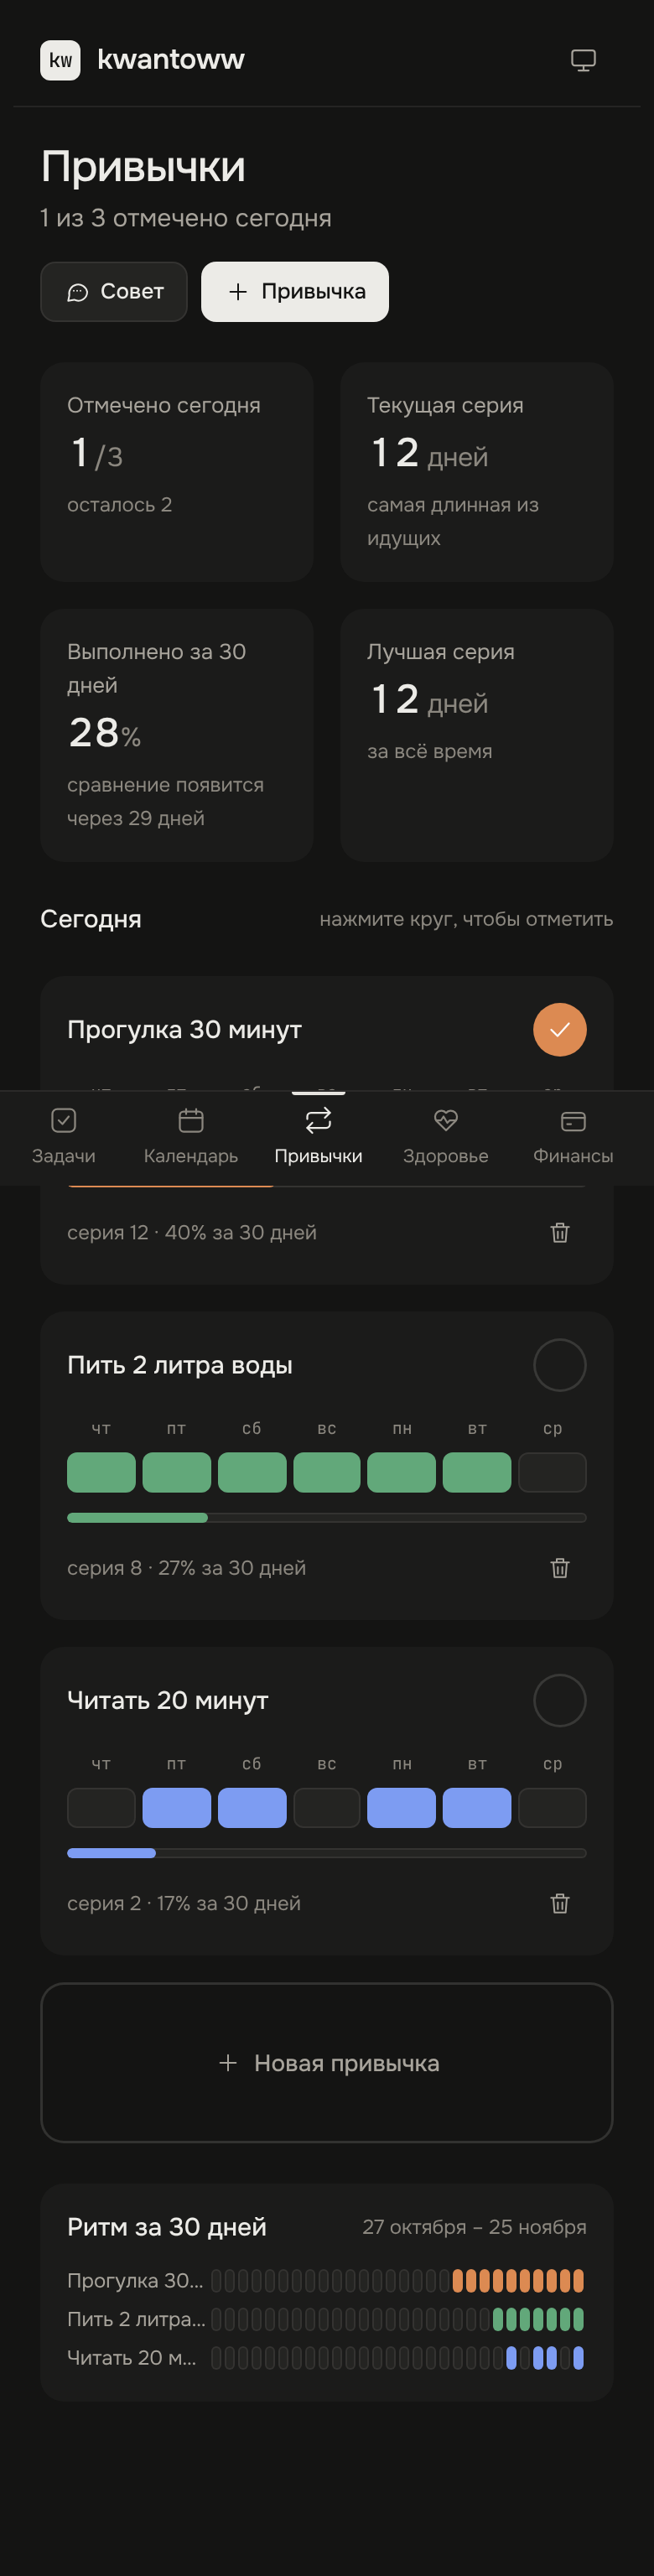 kw kwantoww
Привычки
1 из 3 отмечено сегодня
Совет
Привычка
Отмечено сегодня
1 /3
осталось 2
Текущая серия
12 дней
самая длинная из
идущих
Выполнено за 30
дней
28%
сравнение появится
через 29 дней
Лучшая серия
12 дней
за всё время
Сегодня
нажмите круг, чтобы отметить
Прогулка 30 минут
Задачи
Календарь
Привычки
Здоровье
Финансы
серия 12 · 40% за 30 дней
Пить 2 литра воды
чт пт сб вс пн вт ср
серия 8 · 27% за 30 дней
Читать 20 минут
чт пт сб вс пн вт ср
серия 2 · 17% за 30 дней
Новая привычка
Ритм за 30 дней
27 октября – 25 ноября
Прогулка 30...
Пить 2 литра...
Читать 20 м...